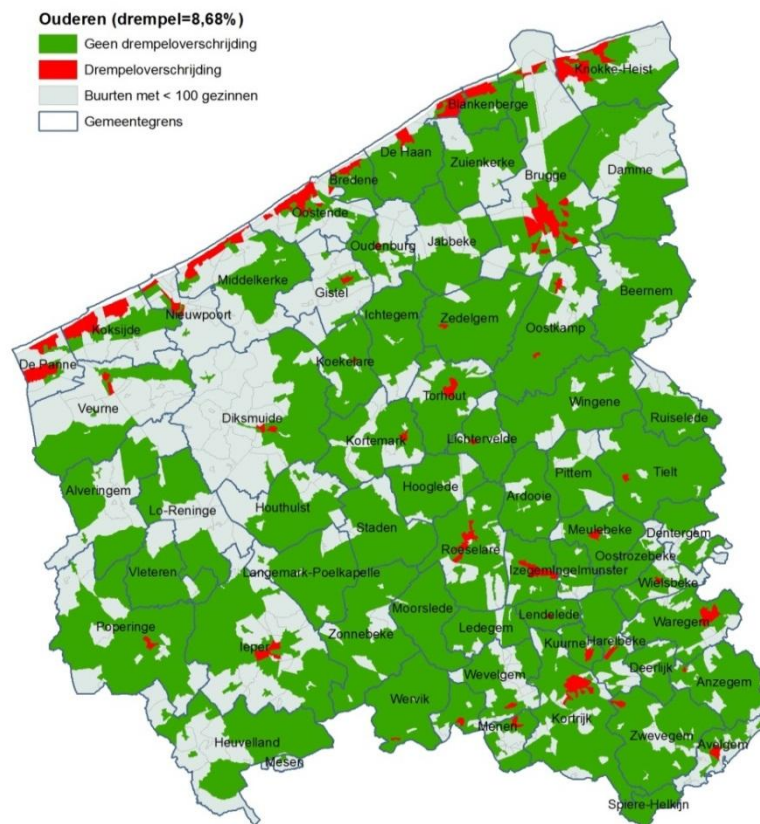 Ouderen (drempel=8,68%)
Geen drempeloverschrijding
Drempeloverschrijding
Buurten met < 100 gezinnen
Gemeentegrens
Knokke-Heist
Blankenberge
De Haan
Zuienkerke
Brugge
Damme
Bredene
Oostende
Oudenburg
Jabbeke
Middelkerke
Gistel
Beernem
Nieuwpoort
Ichtegem
Zedelgem
Oostkamp
Koksijde
De Panne
Koekelare
Veurne
Torhout
Wingene
Ruiselede
Diksmuide
Kortemark
Lichtervelde
Alveringem
Hooglede
Pittem
Tielt
Lo-Reninge
Houthulst
Ardooie
Staden
Meulebeke
Dentergem
Roeselare
Oostrozebeke
Vleteren
Langemark-Poelkapelle
Izegem
Ingelmunster
Wielsbeke
Moorslede
Lendelede
Waregem
Poperinge
Ieper
Zonnebeke
Ledegem
Kuurne
Harelbeke
Deerlijk
Wevelgem
Anzegem
Wervik
Menen
Kortrijk
Zwevegem
Avelgem
Heuvelland
Mesen
Spiere-Helkijn